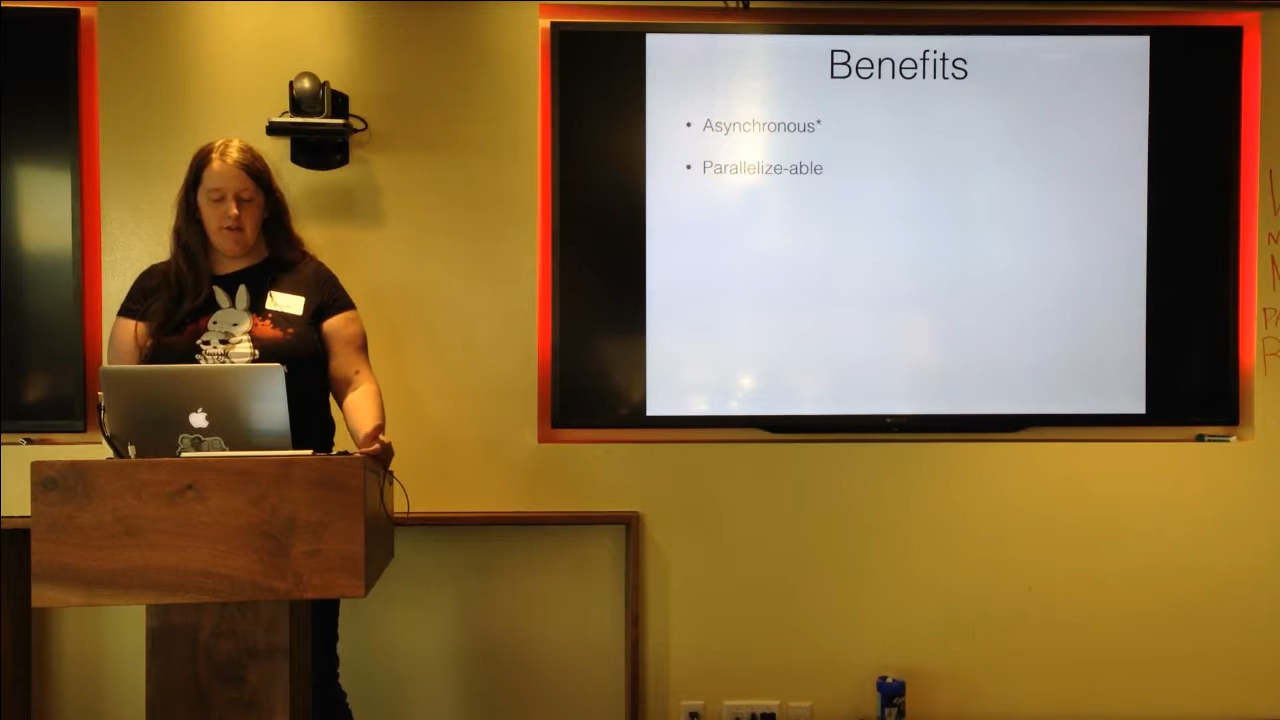 Benefits
• Asynchronous*
• Parallelize-able